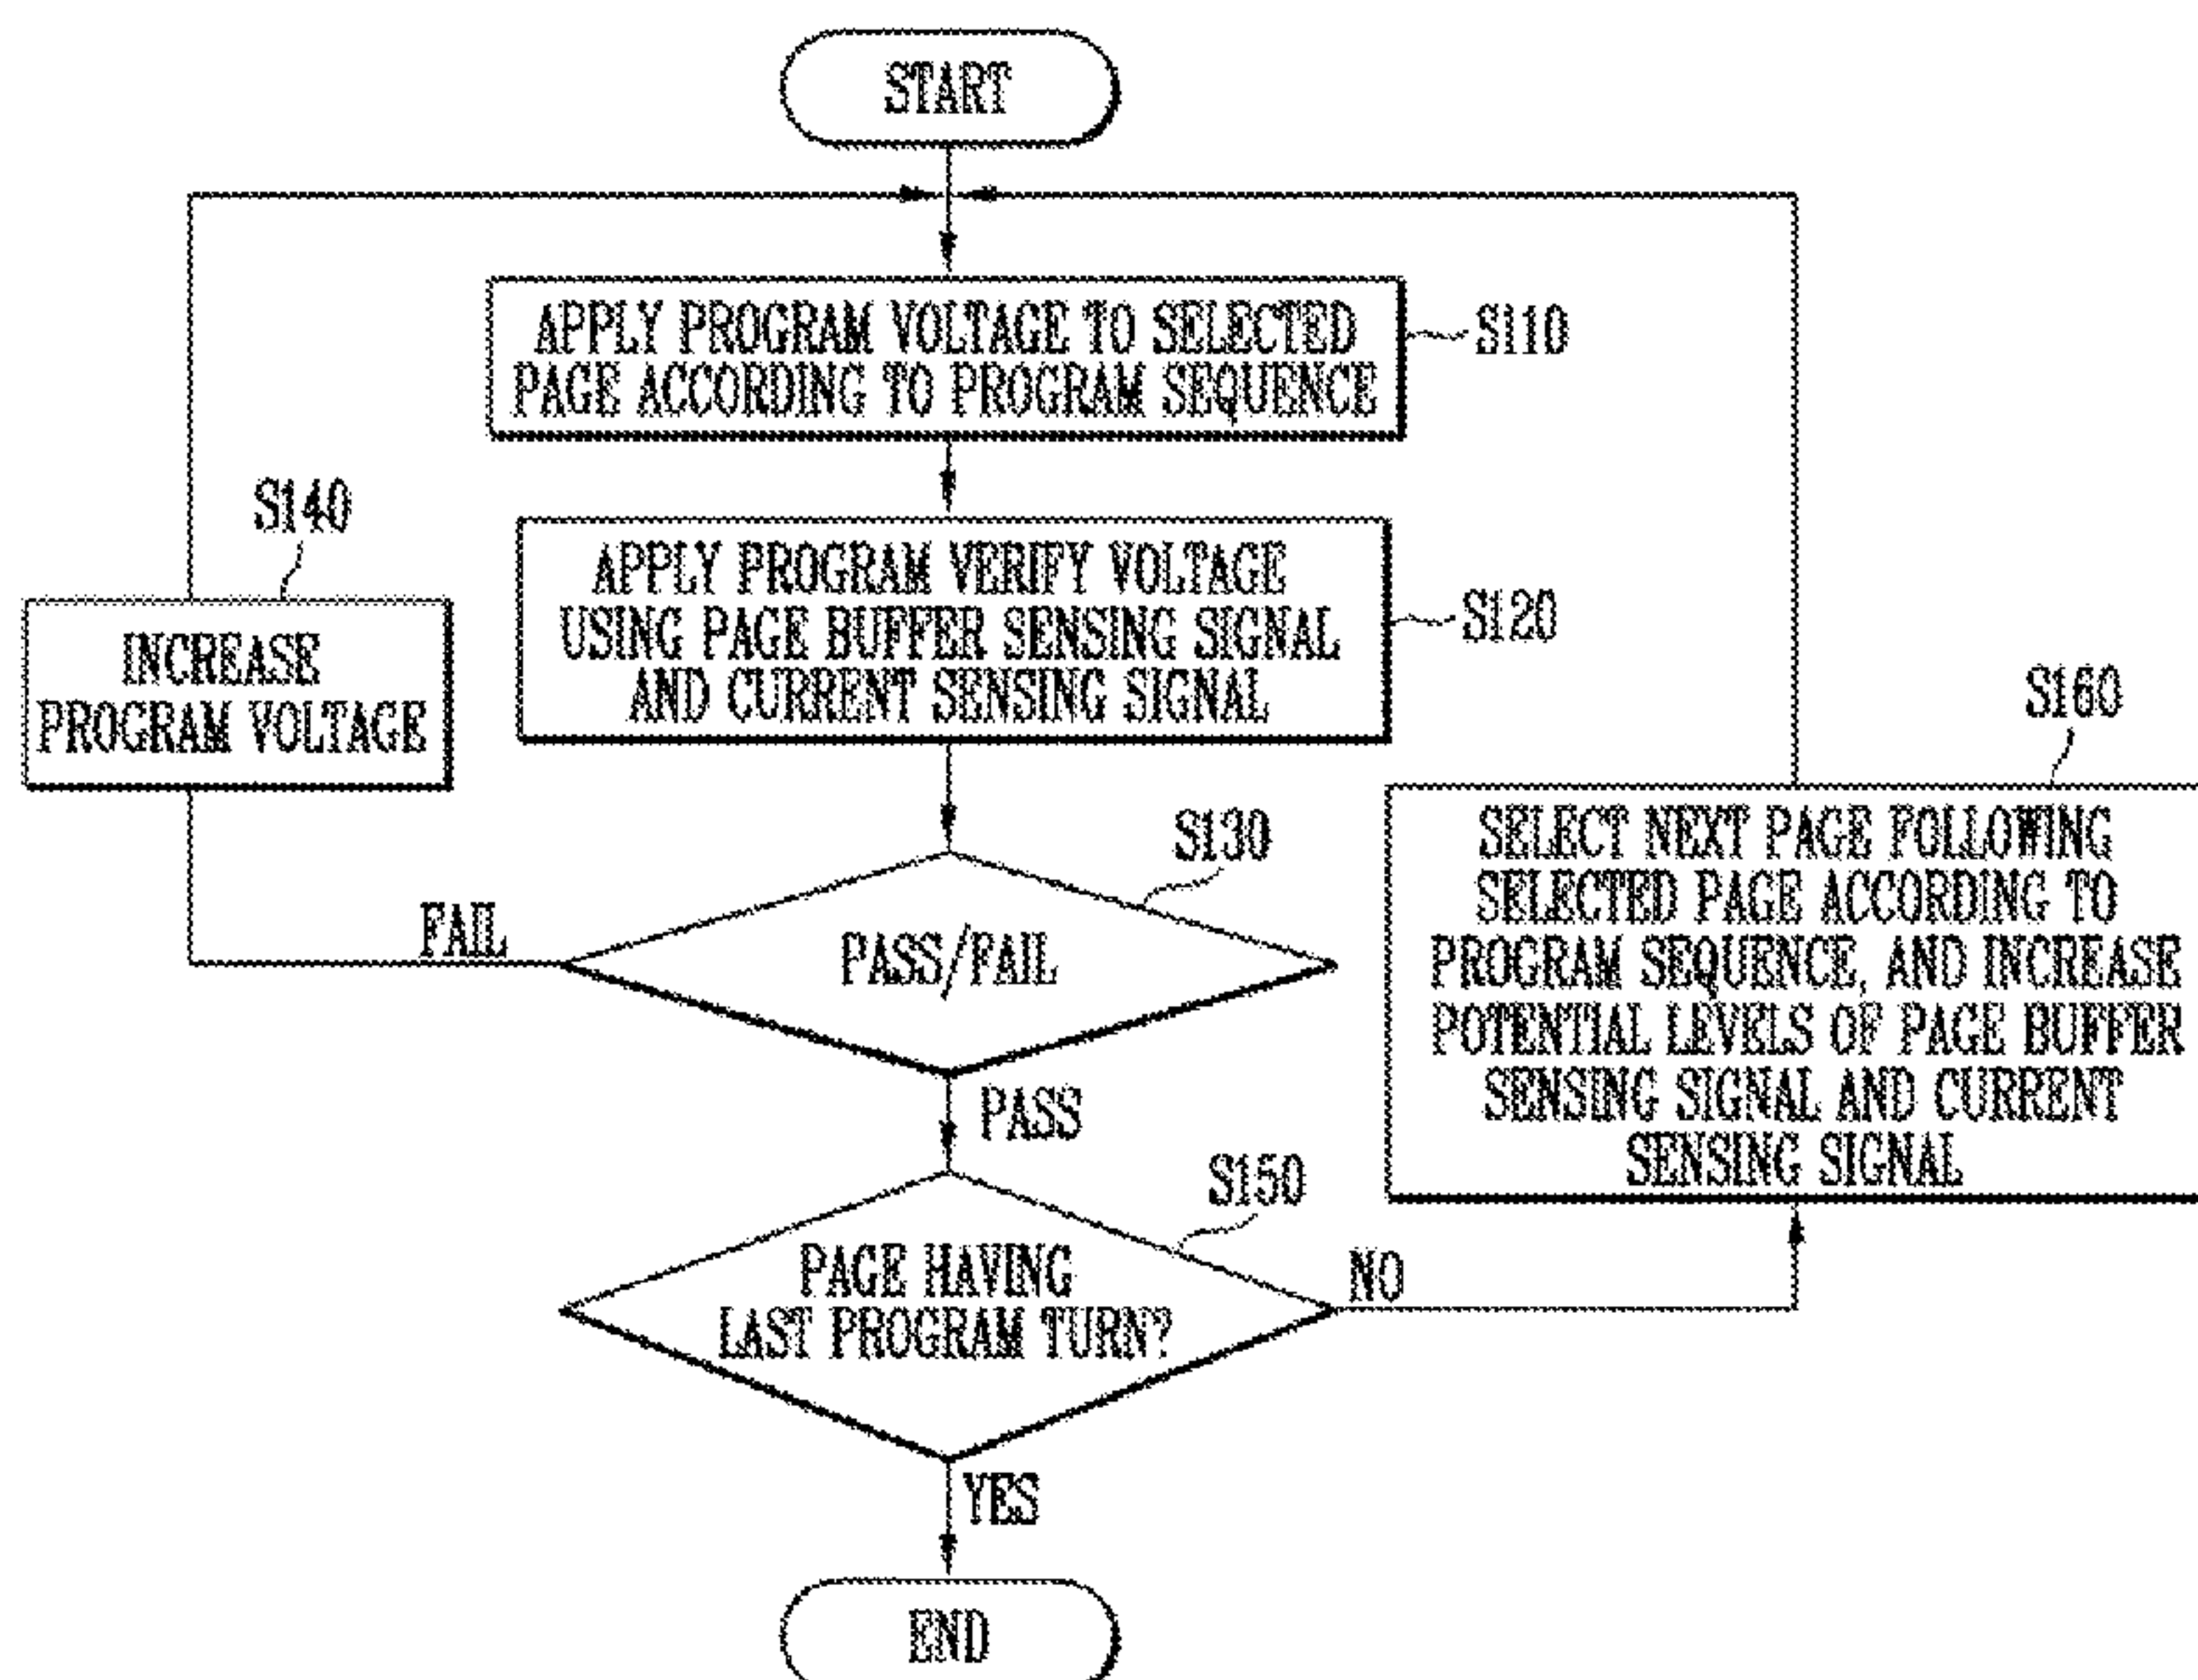 START
APPLY PROGRAM VOLTAGE TO SELECTED
PAGE ACCORDING TO PROGRAM SEQUENCE
S110
S140
APPLY PROGRAM VERIFY VOLTAGE
USING PAGE BUFFER SENSING SIGNAL
AND CURRENT SENSING SIGNAL
S120
INCREASE
PROGRAM VOLTAGE
S160
SELECT NEXT PAGE FOLLOWING
SELECTED PAGE ACCORDING TO
PROGRAM SEQUENCE, AND INCREASE
POTENTIAL LEVELS OF PAGE BUFFER
SENSING SIGNAL AND CURRENT
SENSING SIGNAL
S130
FAIL
PASS/FAIL
PASS
S150
PAGE HAVING
LAST PROGRAM TURN?
NO
YES
END